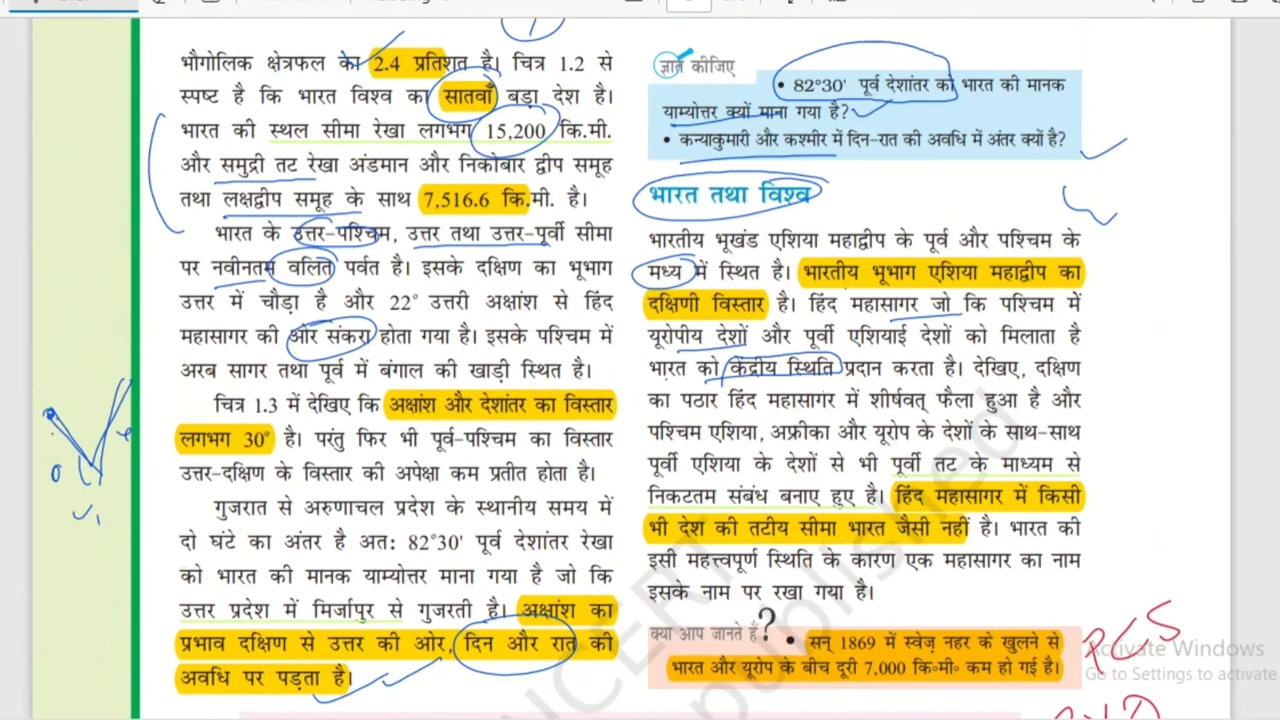 भौगोलिक क्षेत्रफल का 2.4 प्रतिशत है। चित्र 1.2 से
स्पष्ट है कि भारत विश्व का सातवाँ बड़ा देश है।
भारत की स्थल सीमा रेखा लगभग 15,200 कि.मी.
और समुद्री तट रेखा अंडमान और निकोबार द्वीप समूह
तथा लक्षद्वीप समूह के साथ 7,516.6 कि.मी. है।
भारत के उत्तर-पश्चिम, उत्तर तथा उत्तर-पूर्वी सीमा
पर नवीनतम वलित पर्वत है। इसके दक्षिण का भूभाग
उत्तर में चौड़ा है और 22° उत्तरी अक्षांश से हिंद
महासागर की ओर संकरा होता गया है। इसके पश्चिम में
अरब सागर तथा पूर्व में बंगाल की खाड़ी स्थित है।
चित्र 1.3 में देखिए कि अक्षांश और देशांतर का विस्तार
लगभग 30° है। परंतु फिर भी पूर्व-पश्चिम का विस्तार
उत्तर-दक्षिण के विस्तार की अपेक्षा कम प्रतीत होता है।
गुजरात से अरुणाचल प्रदेश के स्थानीय समय में
दो घंटे का अंतर है अतः 82°30' पूर्व देशांतर रेखा
को भारत की मानक याम्योत्तर माना गया है जो कि
उत्तर प्रदेश में मिर्जापुर से गुजरती है। अक्षांश का
प्रभाव दक्षिण से उत्तर की ओर, दिन और रात की
अवधि पर पड़ता है।
ज्ञात कीजिए
• 82°30' पूर्व देशांतर को भारत की मानक
याम्योत्तर क्यों माना गया है?
• कन्याकुमारी और कश्मीर में दिन-रात की अवधि में अंतर क्यों है?
भारत तथा विश्व
भारतीय भूखंड एशिया महाद्वीप के पूर्व और पश्चिम के
मध्य में स्थित है। भारतीय भूभाग एशिया महाद्वीप का
दक्षिणी विस्तार है। हिंद महासागर जो कि पश्चिम में
यूरोपीय देशों और पूर्वी एशियाई देशों को मिलाता है
भारत को केंद्रीय स्थिति प्रदान करता है। देखिए, दक्षिण
का पठार हिंद महासागर में शीर्षवत् फैला हुआ है और
पश्चिम एशिया, अफ्रीका और यूरोप के देशों के साथ-साथ
पूर्वी एशिया के देशों से भी पूर्वी तट के माध्यम से
निकटतम संबंध बनाए हुए है। हिंद महासागर में किसी
भी देश की तटीय सीमा भारत जैसी नहीं है। भारत की
इसी महत्त्वपूर्ण स्थिति के कारण एक महासागर का नाम
इसके नाम पर रखा गया है।
क्या आप जानते हैं?
• सन् 1869 में स्वेज़ नहर के खुलने से
भारत और यूरोप के बीच दूरी 7,000 कि॰मी॰ कम हो गई है।
PCS
Activate Windows
Go to Settings to activate
NCERT
published